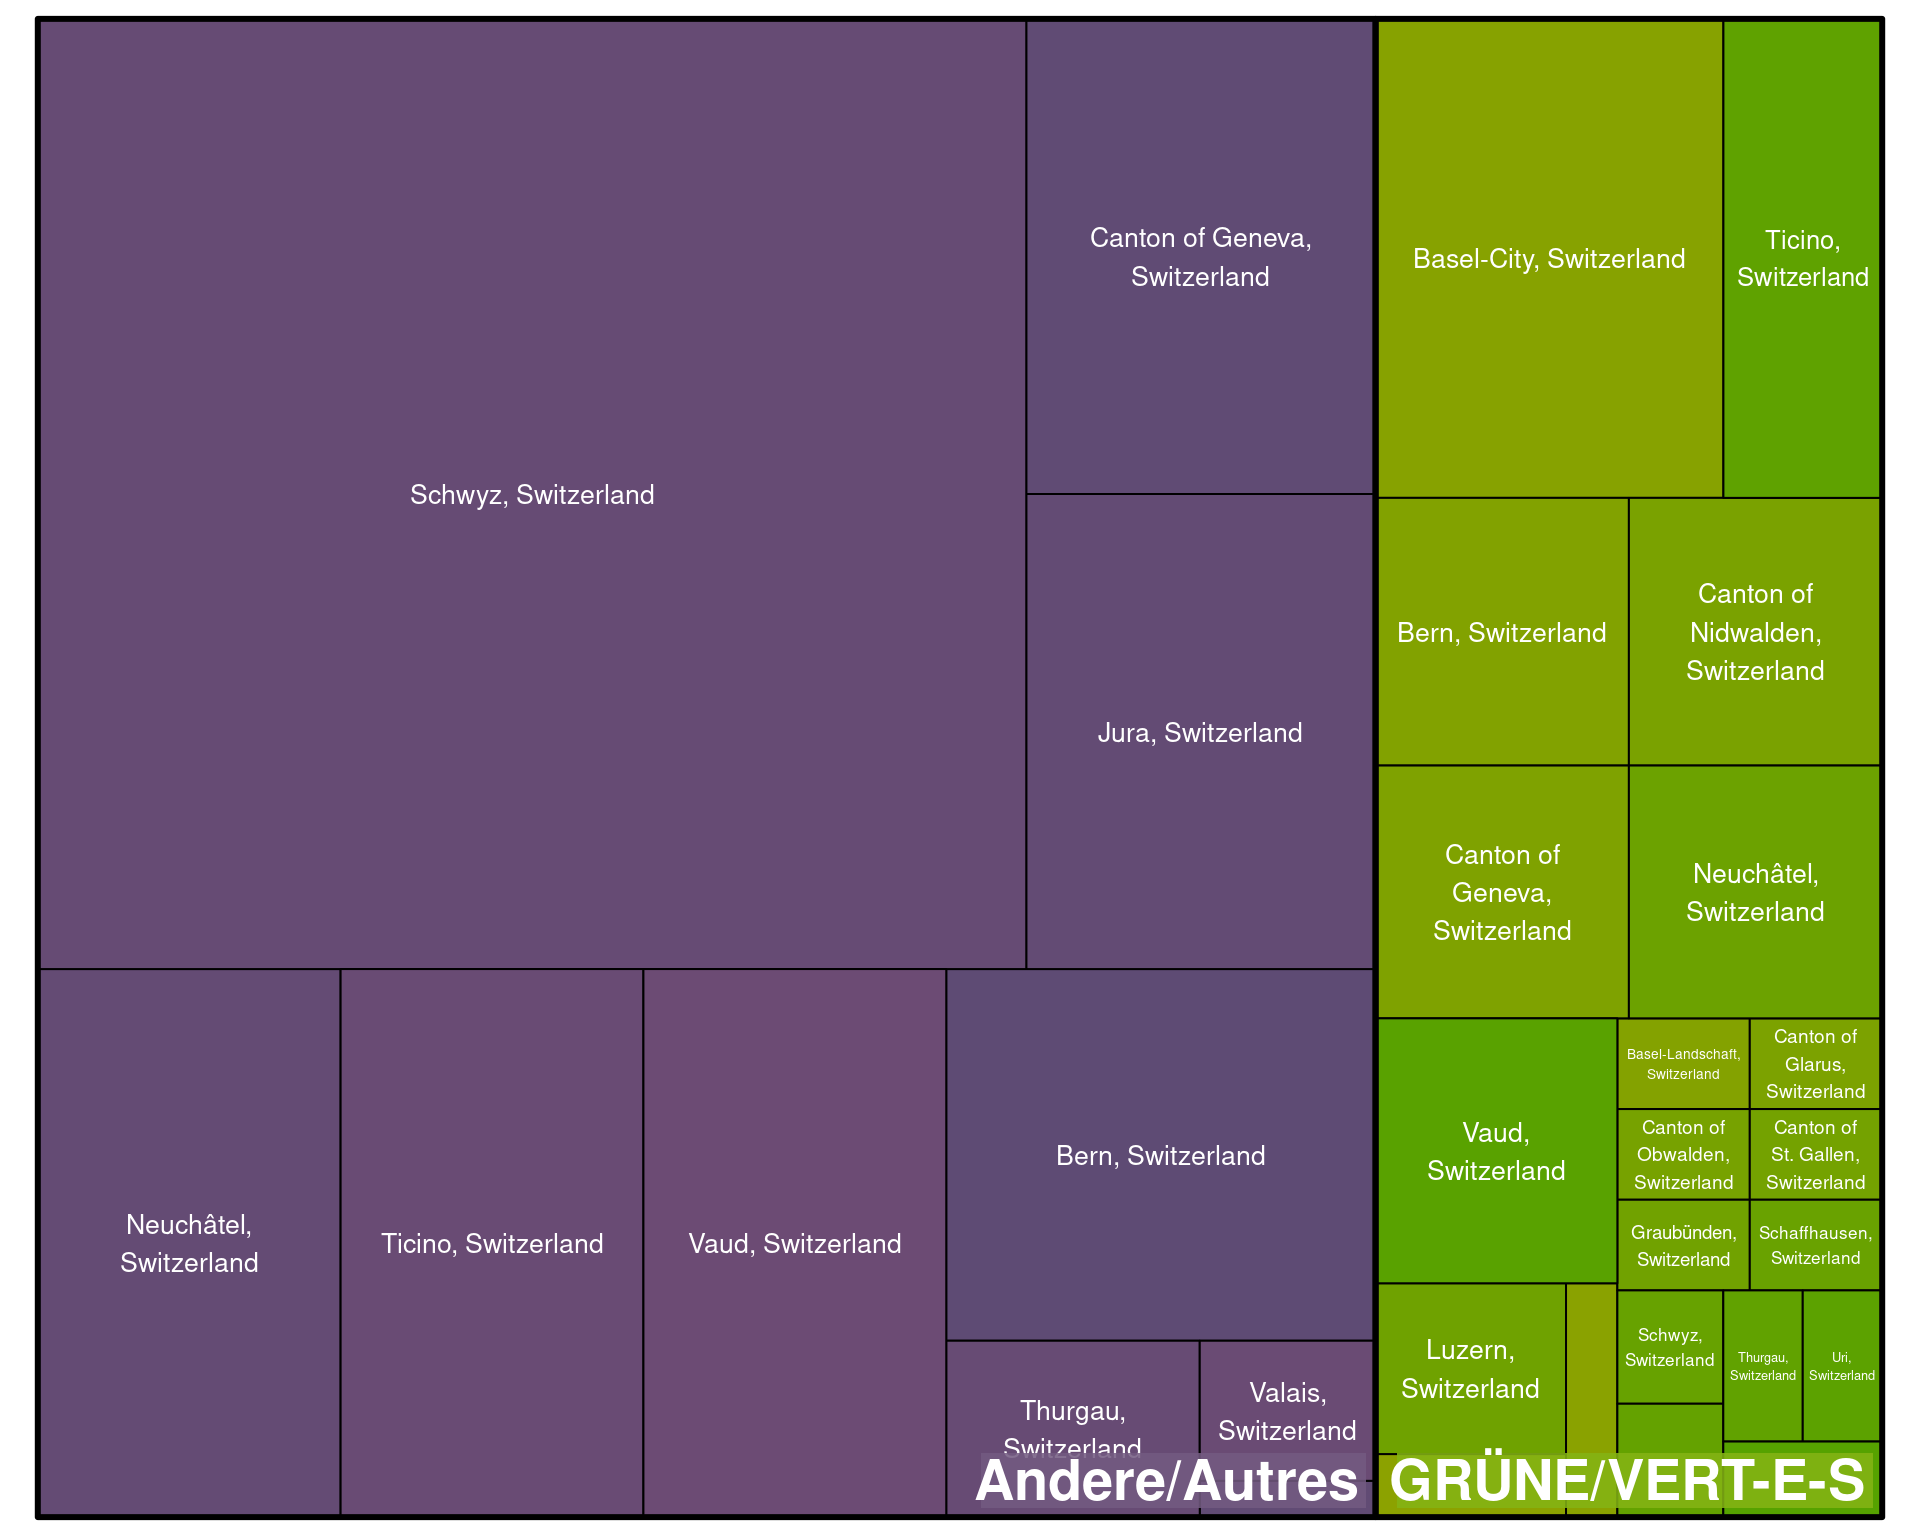 Schwyz, Switzerland
Canton of Geneva,
Switzerland
Jura, Switzerland
Neuchâtel,
Switzerland
Ticino, Switzerland
Vaud, Switzerland
Bern, Switzerland
Thurgau,
Switzerland
Valais,
Switzerland
Andere/Autres
Basel-City, Switzerland
Ticino,
Switzerland
Bern, Switzerland
Canton of
Nidwalden,
Switzerland
Canton of
Geneva,
Switzerland
Neuchâtel,
Switzerland
Vaud,
Switzerland
Basel-Landschaft,
Switzerland
Canton of
Glarus,
Switzerland
Canton of
Obwalden,
Switzerland
Canton of
St. Gallen,
Switzerland
Graubünden,
Switzerland
Schaffhausen,
Switzerland
Luzern,
Switzerland
Schwyz,
Switzerland
Thurgau,
Switzerland
Uri,
Switzerland
GRÜNE/VERT-E-S